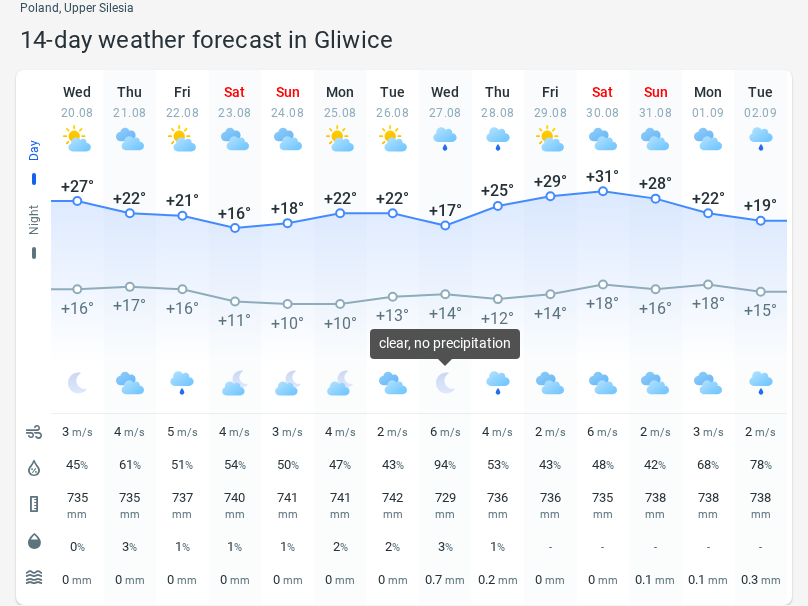 Poland, Upper Silesia
14-day weather forecast in Gliwice
Wed Thu Fri Sat Sun Mon Tue Wed Thu Fri Sat Sun Mon Tue
20.08 21.08 22.08 23.08 24.08 25.08 26.08 27.08 28.08 29.08 30.08 31.08 01.09 02.09
Day
+27° +22° +21° +16° +18° +22° +22° +17° +25° +29° +31° +28° +22° +19°
Night
+16° +17° +16° +11° +10° +10° +13° +14° +12° +14° +18° +16° +18° +15°
clear, no precipitation
3 m/s 4 m/s 5 m/s 4 m/s 3 m/s 4 m/s 2 m/s 6 m/s 4 m/s 2 m/s 6 m/s 2 m/s 3 m/s 2 m/s
45% 61% 51% 54% 50% 47% 43% 94% 53% 43% 48% 42% 68% 78%
735 735 737 740 741 741 742 729 736 736 735 738 738 738
mm mm mm mm mm mm mm mm mm mm mm mm mm mm
0% 3% 1% 1% 1% 2% 2% 3% 1% - - - - -
0 mm 0 mm 0 mm 0 mm 0 mm 0 mm 0 mm 0.7 mm 0.2 mm 0 mm 0 mm 0.1 mm 0.1 mm 0.3 mm